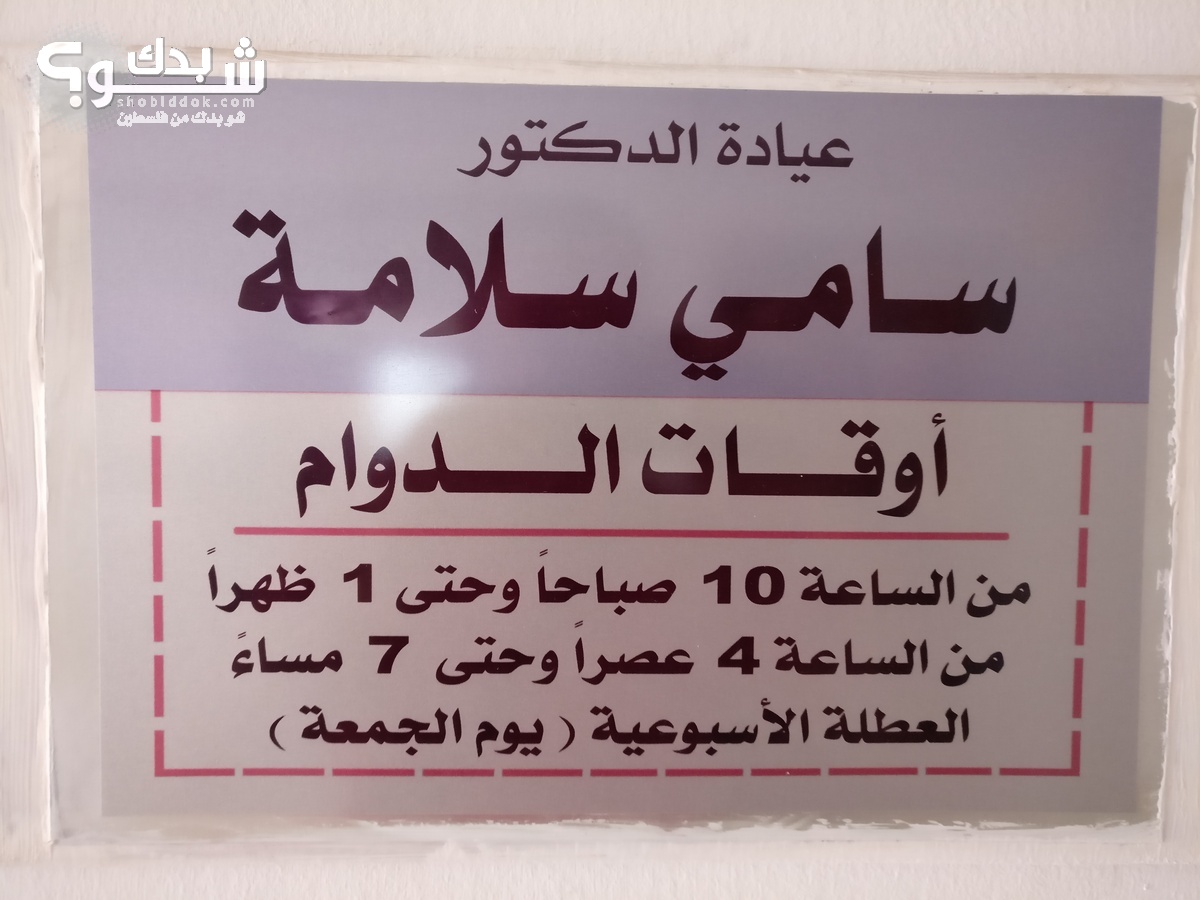 شو بدك؟
shobiddak.com
شو بدك من فلسطين
عيادة الدكتور
سامي سلامة
أوقات الدوام
من الساعة 10 صباحاً وحتى 1 ظهراً
من الساعة 4 عصراً وحتى 7 مساءً
العطلة الأسبوعية ( يوم الجمعة )